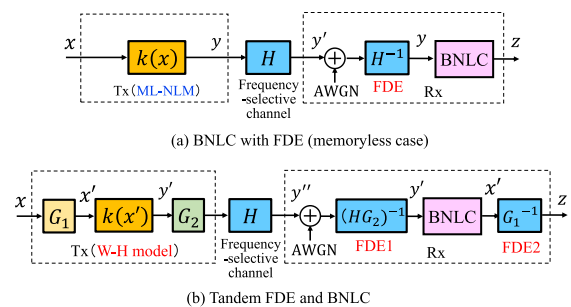 x k(x) y H y′ H⁻¹ y BNLC z
AWGN FDE
Tx(ML-NLM) Frequency Rx
-selective
channel
(a) BNLC with FDE (memoryless case)
x G₁ x′ k(x′) y′ G₂ H y′′ (HG₂)⁻¹ y′ BNLC x′ G₁⁻¹ z
AWGN FDE1 FDE2
Tx(W-H model) Frequency Rx
-selective
channel
(b) Tandem FDE and BNLC